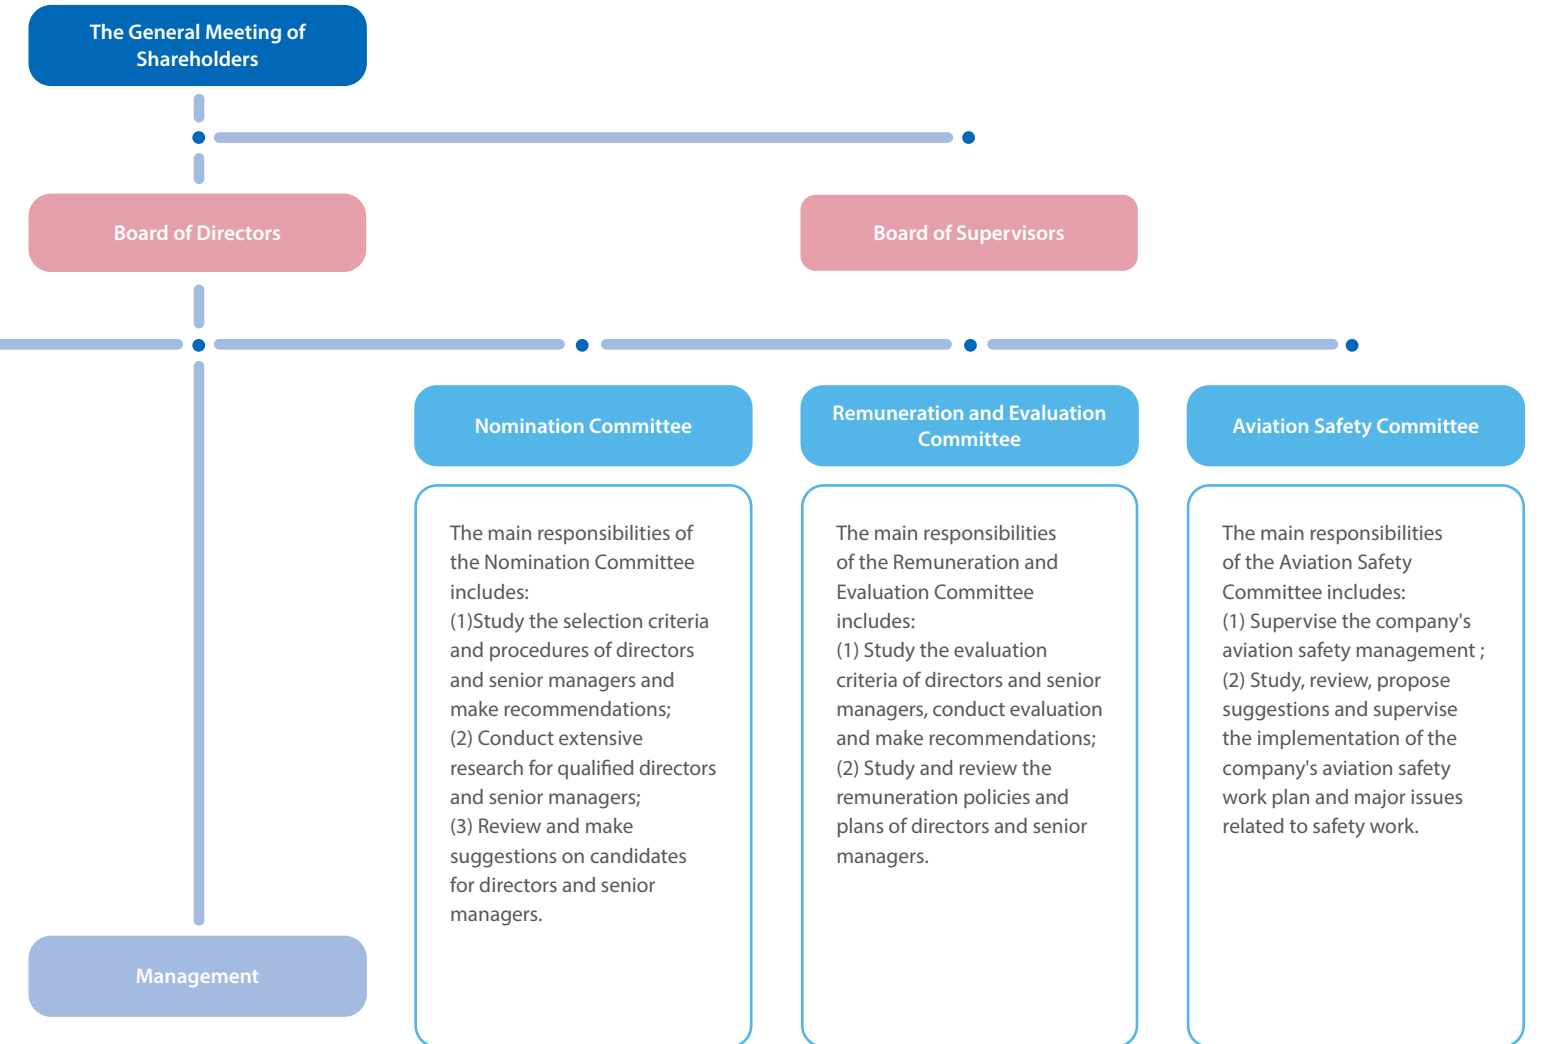 The General Meeting of
Shareholders
Board of Directors
Board of Supervisors
Nomination Committee
Remuneration and Evaluation
Committee
Aviation Safety Committee
The main responsibilities of
the Nomination Committee
includes:
(1)Study the selection criteria
and procedures of directors
and senior managers and
make recommendations;
(2) Conduct extensive
research for qualified directors
and senior managers;
(3) Review and make
suggestions on candidates
for directors and senior
managers.
The main responsibilities
of the Remuneration and
Evaluation Committee
includes:
(1) Study the evaluation
criteria of directors and senior
managers, conduct evaluation
and make recommendations;
(2) Study and review the
remuneration policies and
plans of directors and senior
managers.
The main responsibilities
of the Aviation Safety
Committee includes:
(1) Supervise the company's
aviation safety management ;
(2) Study, review, propose
suggestions and supervise
the implementation of the
company's aviation safety
work plan and major issues
related to safety work.
Management